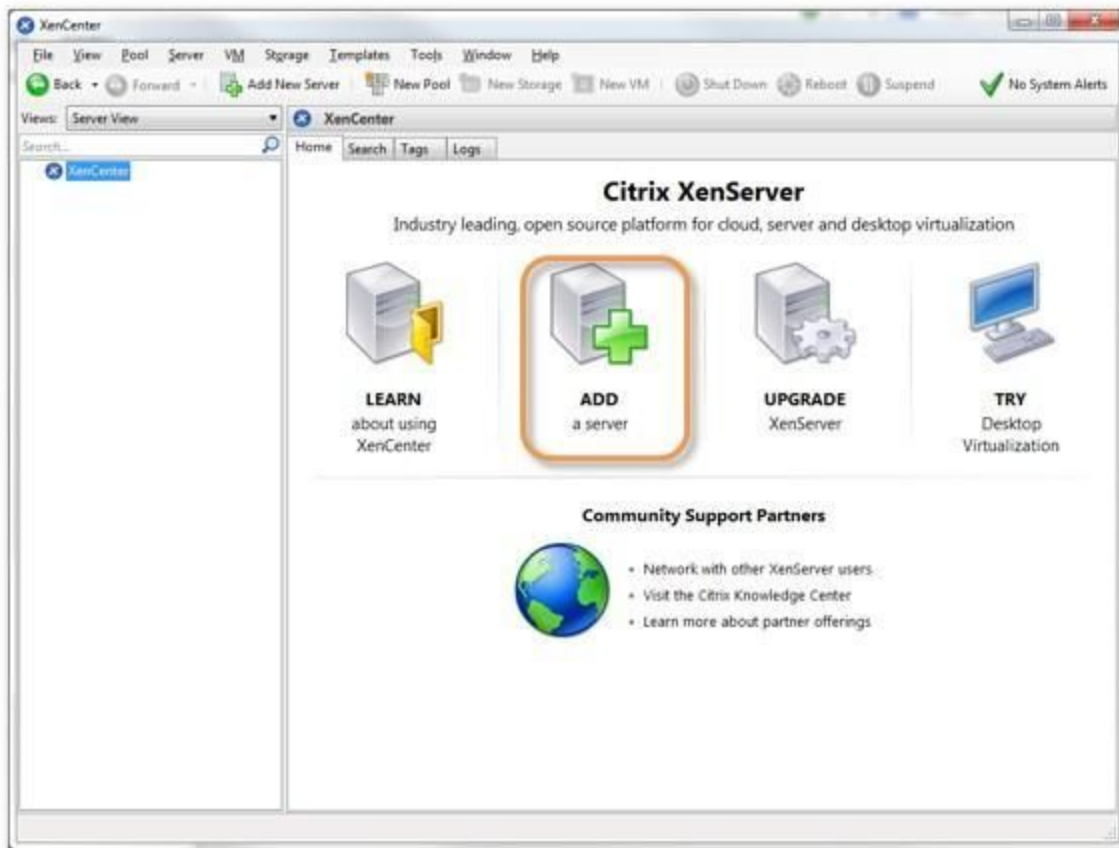 XenCenter
File View Pool Server VM Storage Templates Tools Window Help
Back Forward Add New Server New Pool New Storage New VM Shut Down Reboot Suspend No System Alerts
Views: Server View
XenCenter
Search...
Home Search Tags Logs
XenCenter
Citrix XenServer
Industry leading, open source platform for cloud, server and desktop virtualization
LEARN
about using
XenCenter
ADD
a server
UPGRADE
XenServer
TRY
Desktop
Virtualization
Community Support Partners
• Network with other XenServer users
• Visit the Citrix Knowledge Center
• Learn more about partner offerings